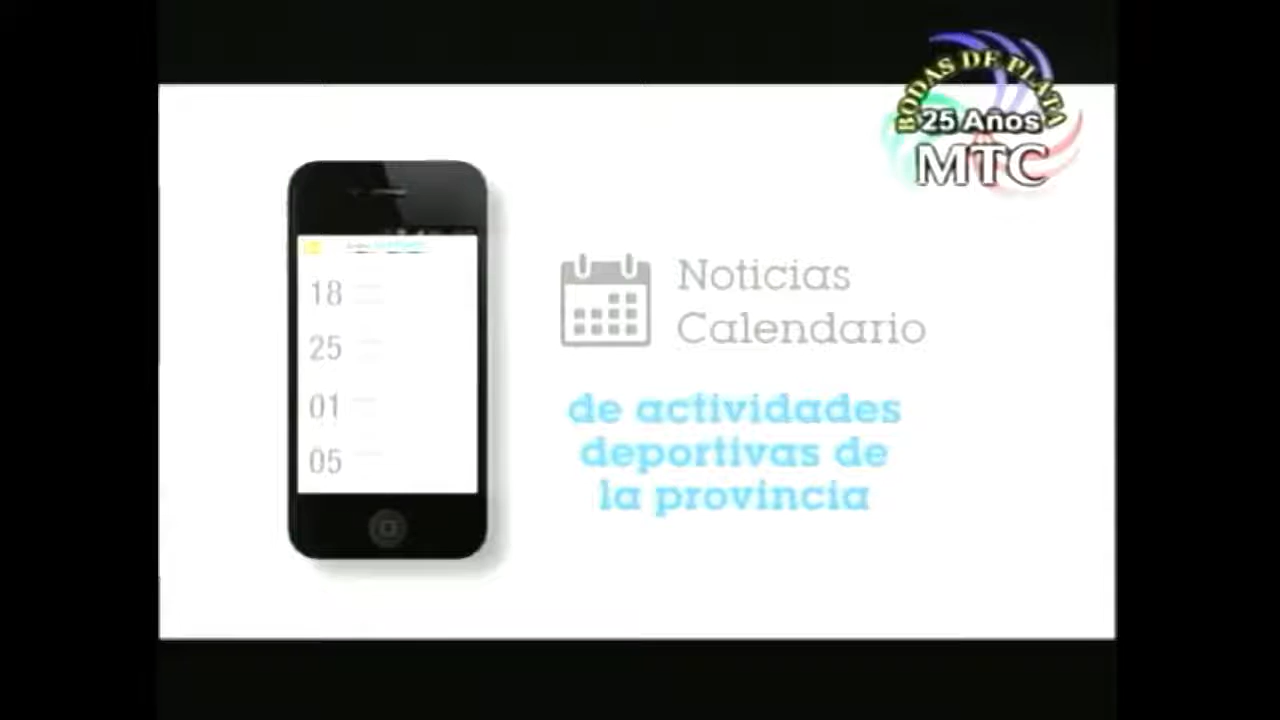 BODAS DE PLATA
25 Años
MTC
18
25
01
05
Noticias
Calendario
de actividades
deportivas de
la provincia